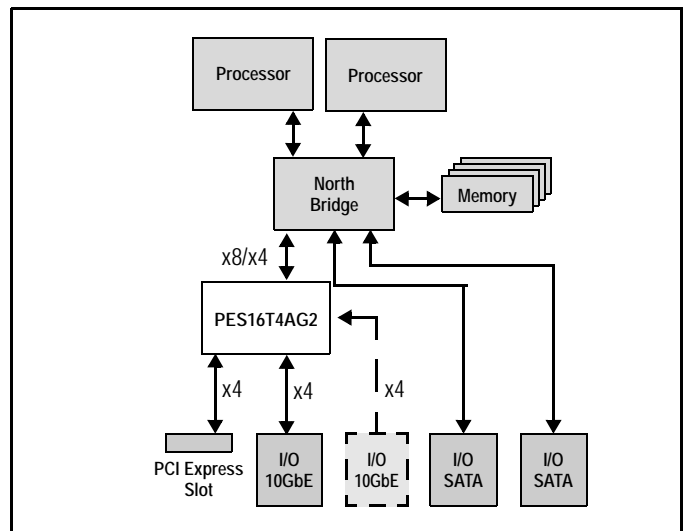 Processor
Processor
North
Bridge
Memory
x8/x4
PES16T4AG2
x4
x4
x4
PCI Express
Slot
I/O
10GbE
I/O
10GbE
I/O
SATA
I/O
SATA